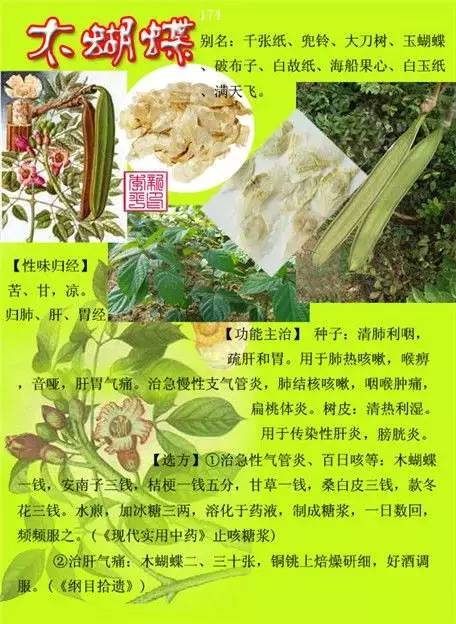 174
木蝴蝶
别名：千张纸、兜铃、大刀树、玉蝴蝶
、破布子、白故纸、海船果心、白玉纸
、满天飞。
【性味归经】
苦、甘，凉。
归肺、肝、胃经
【功能主治】 种子：清肺利咽，
疏肝和胃。用于肺热咳嗽，喉痹
，音哑，肝胃气痛。治急慢性支气管炎，肺结核咳嗽，咽喉肿痛，
扁桃体炎。树皮：清热利湿。
用于传染性肝炎，膀胱炎。
【选方】①治急性气管炎、百日咳等：木蝴蝶
一钱，安南子三钱，桔梗一钱五分，甘草一钱，桑白皮三钱，款冬
花三钱。水煎，加冰糖三两，溶化于药液，制成糖浆，一日数回，
频频服之。(《现代实用中药》止咳糖浆)
②治肝气痛：木蝴蝶二、三十张，铜铫上焙燥研细，好酒调
服。(《纲目拾遗》)